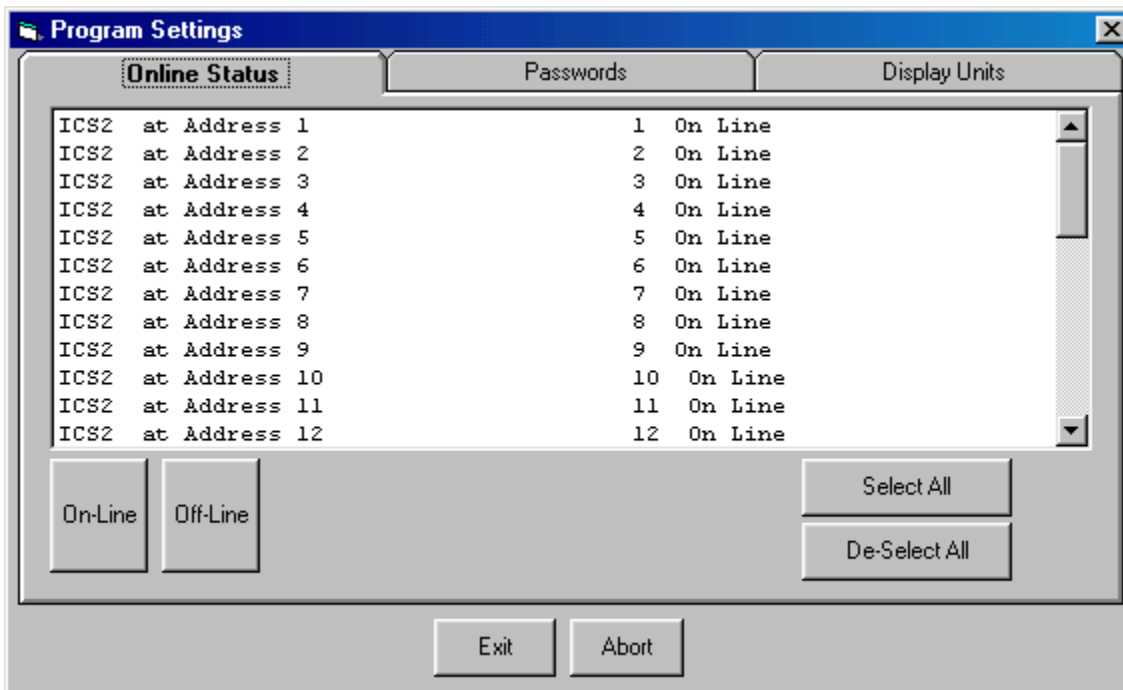 Program Settings
Online Status Passwords Display Units
ICS2 at Address 1 1 On Line
ICS2 at Address 2 2 On Line
ICS2 at Address 3 3 On Line
ICS2 at Address 4 4 On Line
ICS2 at Address 5 5 On Line
ICS2 at Address 6 6 On Line
ICS2 at Address 7 7 On Line
ICS2 at Address 8 8 On Line
ICS2 at Address 9 9 On Line
ICS2 at Address 10 10 On Line
ICS2 at Address 11 11 On Line
ICS2 at Address 12 12 On Line
On-Line Off-Line Select All
De-Select All
Exit Abort